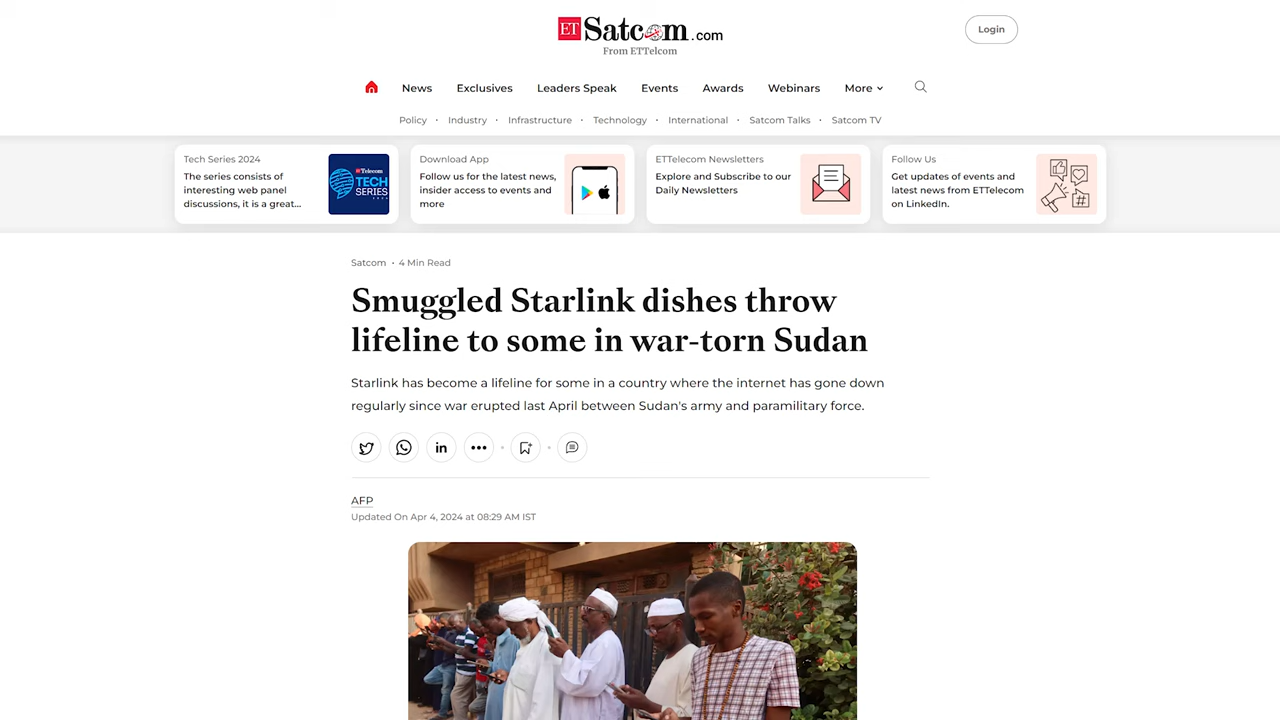 ET Satcom.com
From ETTelcom
Login
News Exclusives Leaders Speak Events Awards Webinars More
Policy · Industry · Infrastructure · Technology · International · Satcom Talks · Satcom TV
Tech Series 2024
The series consists of
interesting web panel
discussions, it is a great...
ETTelecom
TECH
SERIES
2024
Download App
Follow us for the latest news,
insider access to events and
more
ETTelecom Newsletters
Explore and Subscribe to our
Daily Newsletters
Follow Us
Get updates of events and
latest news from ETTelecom
on LinkedIn.
Satcom · 4 Min Read
Smuggled Starlink dishes throw
lifeline to some in war-torn Sudan
Starlink has become a lifeline for some in a country where the internet has gone down
regularly since war erupted last April between Sudan's army and paramilitary force.
AFP
Updated On Apr 4, 2024 at 08:29 AM IST